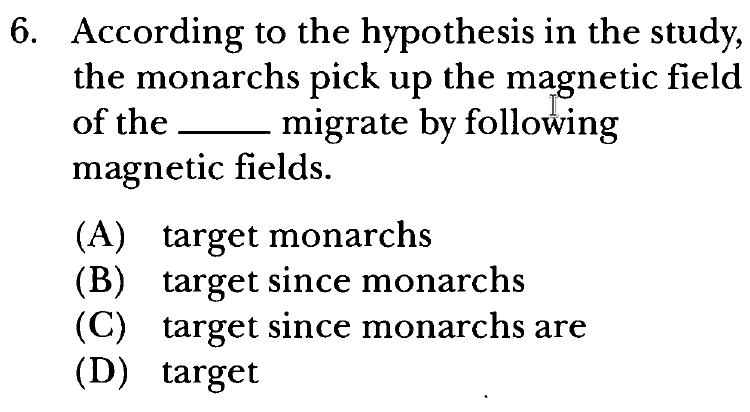 6. According to the hypothesis in the study,
the monarchs pick up the magnetic field
of the _____ migrate by following
magnetic fields.
(A) target monarchs
(B) target since monarchs
(C) target since monarchs are
(D) target